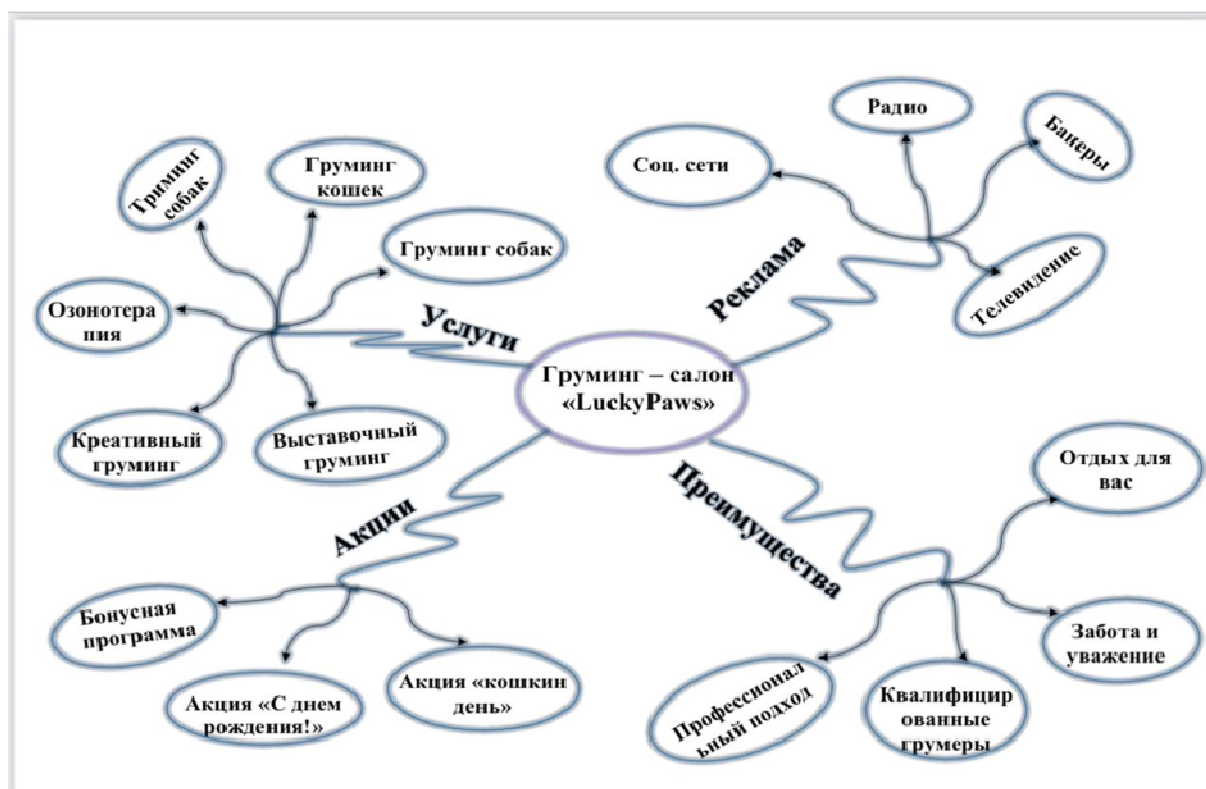 Груминг – салон
«LuckyPaws»
Услуги
Триминг
собак
Груминг
кошек
Груминг собак
Озонотера
пия
Креативный
груминг
Выставочный
груминг
Реклама
Соц. сети
Радио
Бакеры
Телевидение
Акции
Бонусная
программа
Акция «С днем
рождения!»
Акция «кошкин
день»
Преимущества
Отдых для
вас
Забота и
уважение
Квалифицир
ованные
грумеры
Профессионал
ьный подход